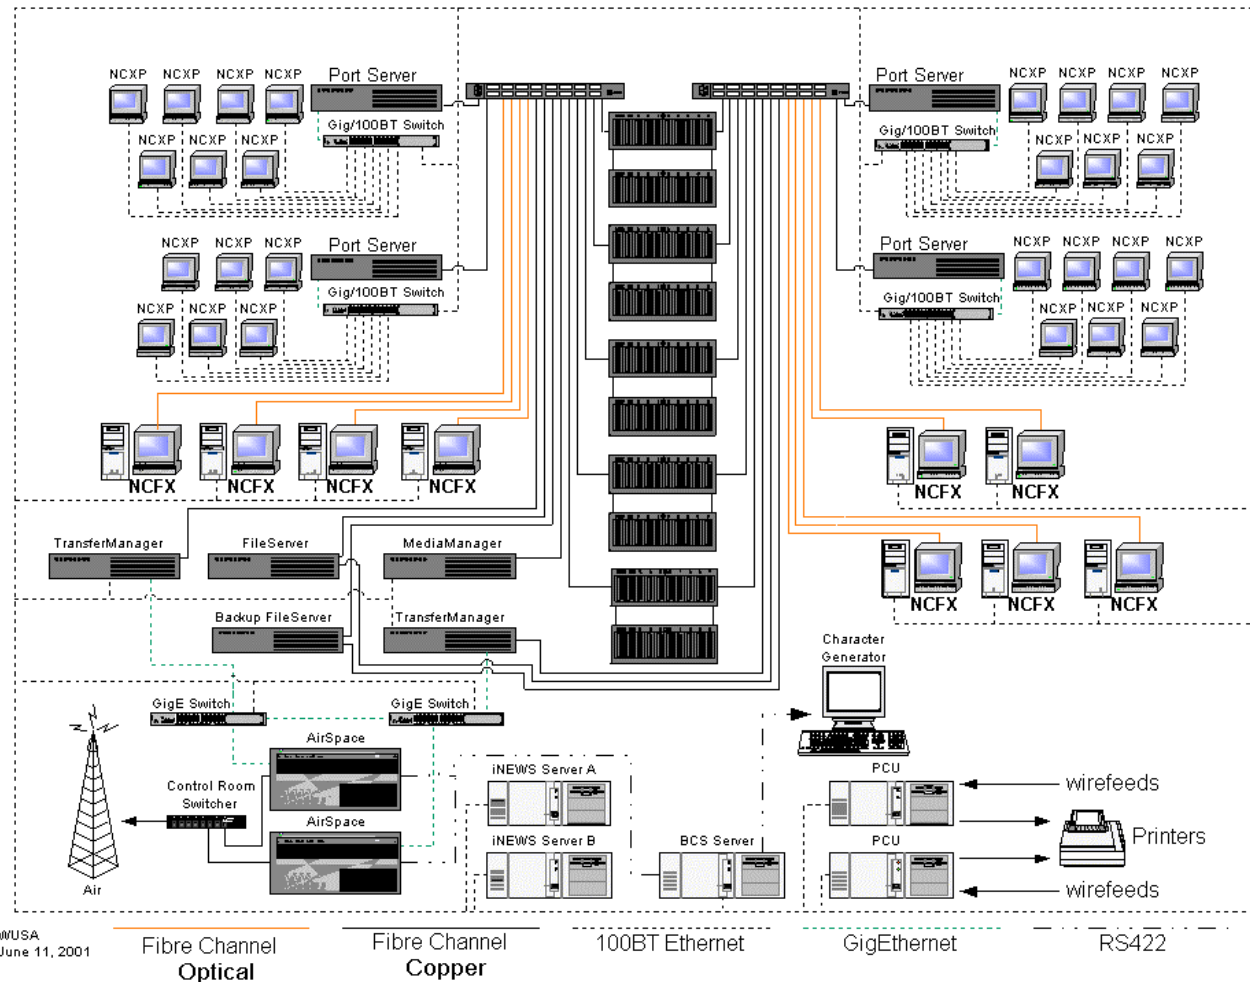 NCXP NCXP NCXP NCXP Port Server
Port Server NCXP NCXP NCXP NCXP
Gig/100BT Switch
Gig/100BT Switch
NCXP NCXP NCXP
NCXP NCXP NCXP
NCXP NCXP NCXP Port Server
Port Server NCXP NCXP NCXP NCXP
Gig/100BT Switch
Gig/100BT Switch
NCXP NCXP NCXP
NCXP NCXP NCXP
NCFX NCFX NCFX NCFX
NCFX NCFX
TransferManager FileServer MediaManager
NCFX NCFX NCFX
Backup FileServer TransferManager
Character
Generator
GigE Switch GigE Switch
AirSpace
iNEWS Server A
PCU
wirefeeds
Control Room
Switcher
AirSpace
iNEWS Server B
BCS Server
PCU
Printers
wirefeeds
Air
WUSA
June 11, 2001
Fibre Channel
Optical
Fibre Channel
Copper
100BT Ethernet
GigEthernet
RS422